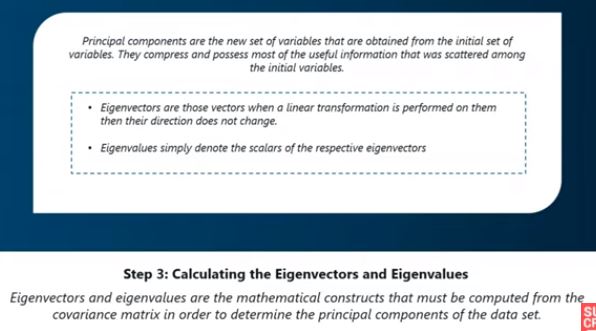 Principal components are the new set of variables that are obtained from the initial set of
variables. They compress and possess most of the useful information that was scattered among
the initial variables.
• Eigenvectors are those vectors when a linear transformation is performed on them
then their direction does not change.
• Eigenvalues simply denote the scalars of the respective eigenvectors
Step 3: Calculating the Eigenvectors and Eigenvalues
Eigenvectors and eigenvalues are the mathematical constructs that must be computed from the
covariance matrix in order to determine the principal components of the data set.